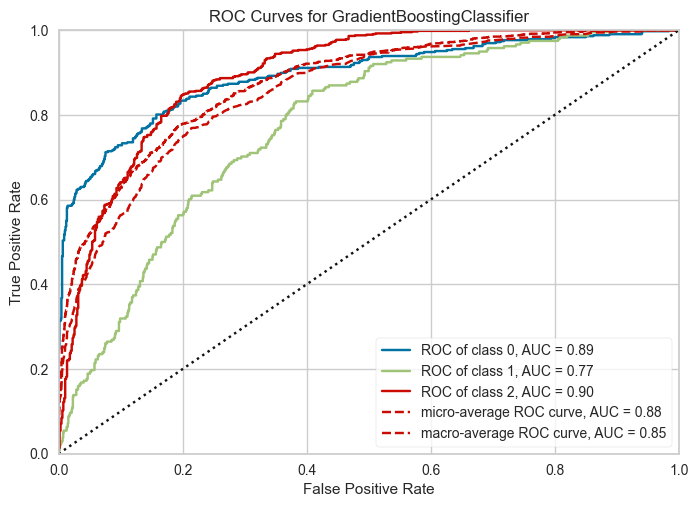 ROC Curves for GradientBoostingClassifier
True Positive Rate
1.0
0.8
0.6
0.4
0.2
0.0
ROC of class 0, AUC = 0.89
ROC of class 1, AUC = 0.77
ROC of class 2, AUC = 0.90
micro-average ROC curve, AUC = 0.88
macro-average ROC curve, AUC = 0.85
0.0 0.2 0.4 0.6 0.8 1.0
False Positive Rate